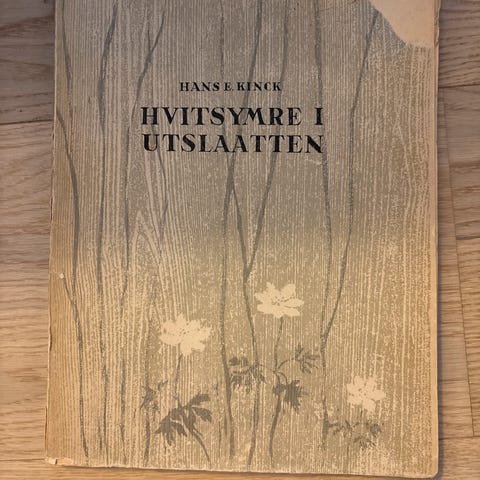 HANS E. KINCK
HVITSYMRE I
UTSLAATTEN